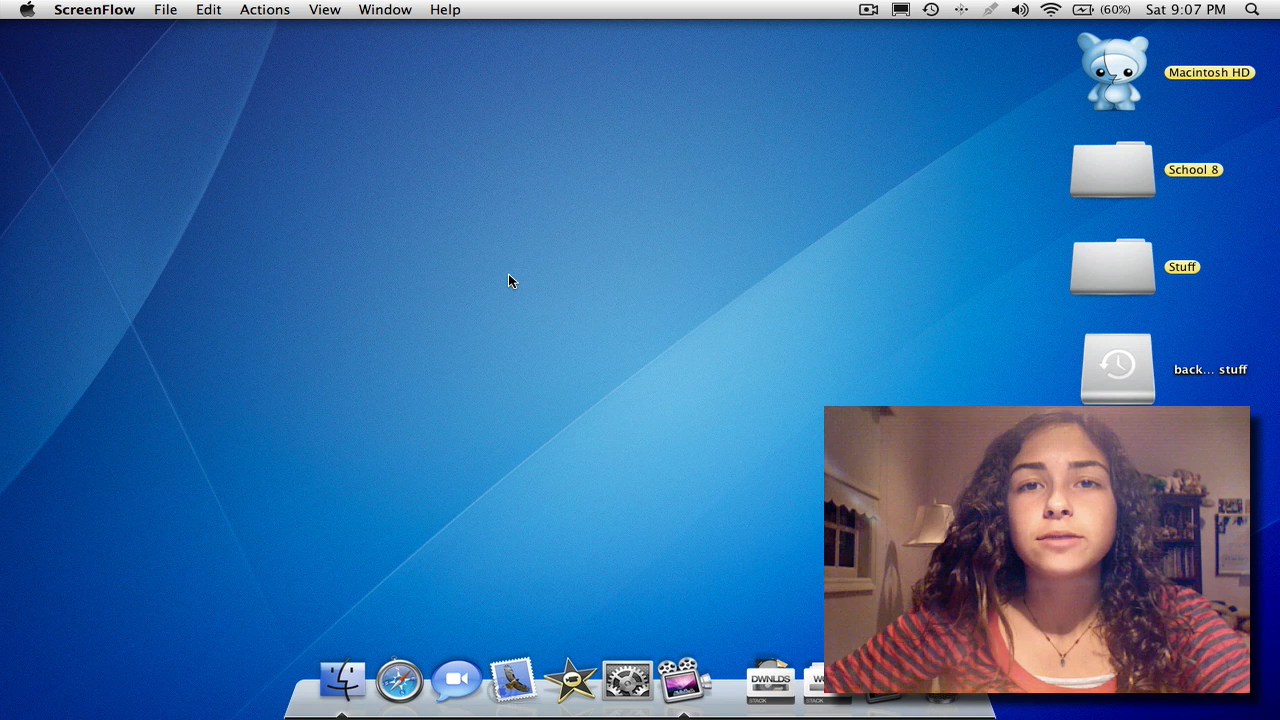 ScreenFlow File Edit Actions View Window Help (60%) Sat 9:07 PM
Macintosh HD
School 8
Stuff
back... stuff
DWNLDS
STACK
STACK